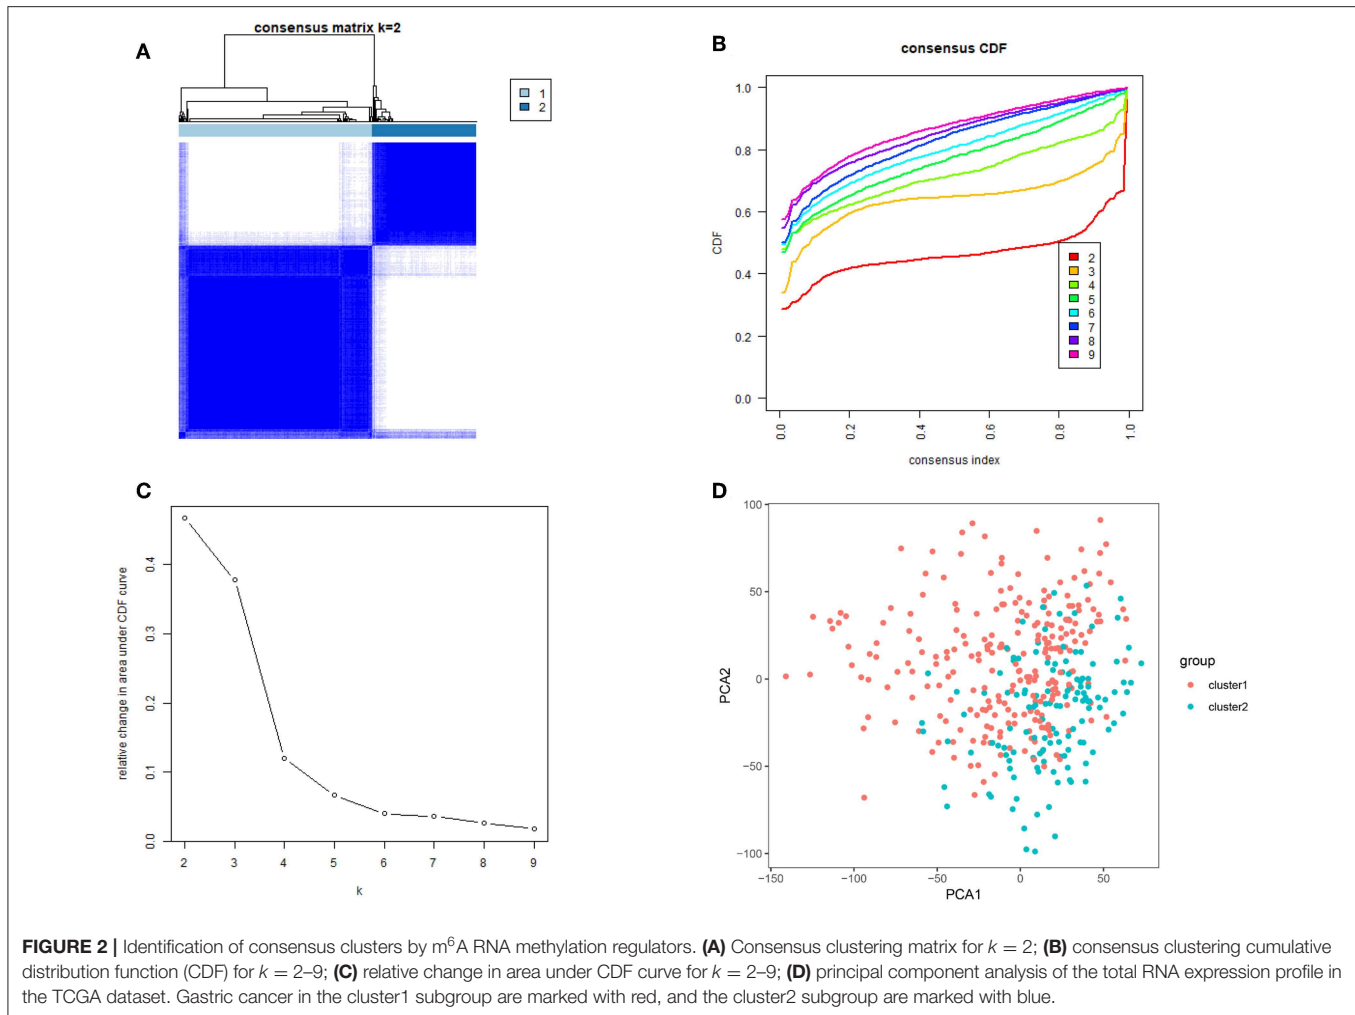 A
consensus matrix k=2
1
2
B
consensus CDF
CDF
1.0
0.8
0.6
0.4
0.2
0.0
2
3
4
5
6
7
8
9
0.0 0.2 0.4 0.6 0.8 1.0
consensus index
C
relative change in area under CDF curve
0.4
0.3
0.2
0.1
0.0
2 3 4 5 6 7 8 9
k
D
PCA2
100
50
0
−50
−100
−150 −100 −50 0 50
PCA1
group
cluster1
cluster2
FIGURE 2 | Identification of consensus clusters by m⁶A RNA methylation regulators. (A) Consensus clustering matrix for k = 2; (B) consensus clustering cumulative
distribution function (CDF) for k = 2–9; (C) relative change in area under CDF curve for k = 2–9; (D) principal component analysis of the total RNA expression profile in
the TCGA dataset. Gastric cancer in the cluster1 subgroup are marked with red, and the cluster2 subgroup are marked with blue.